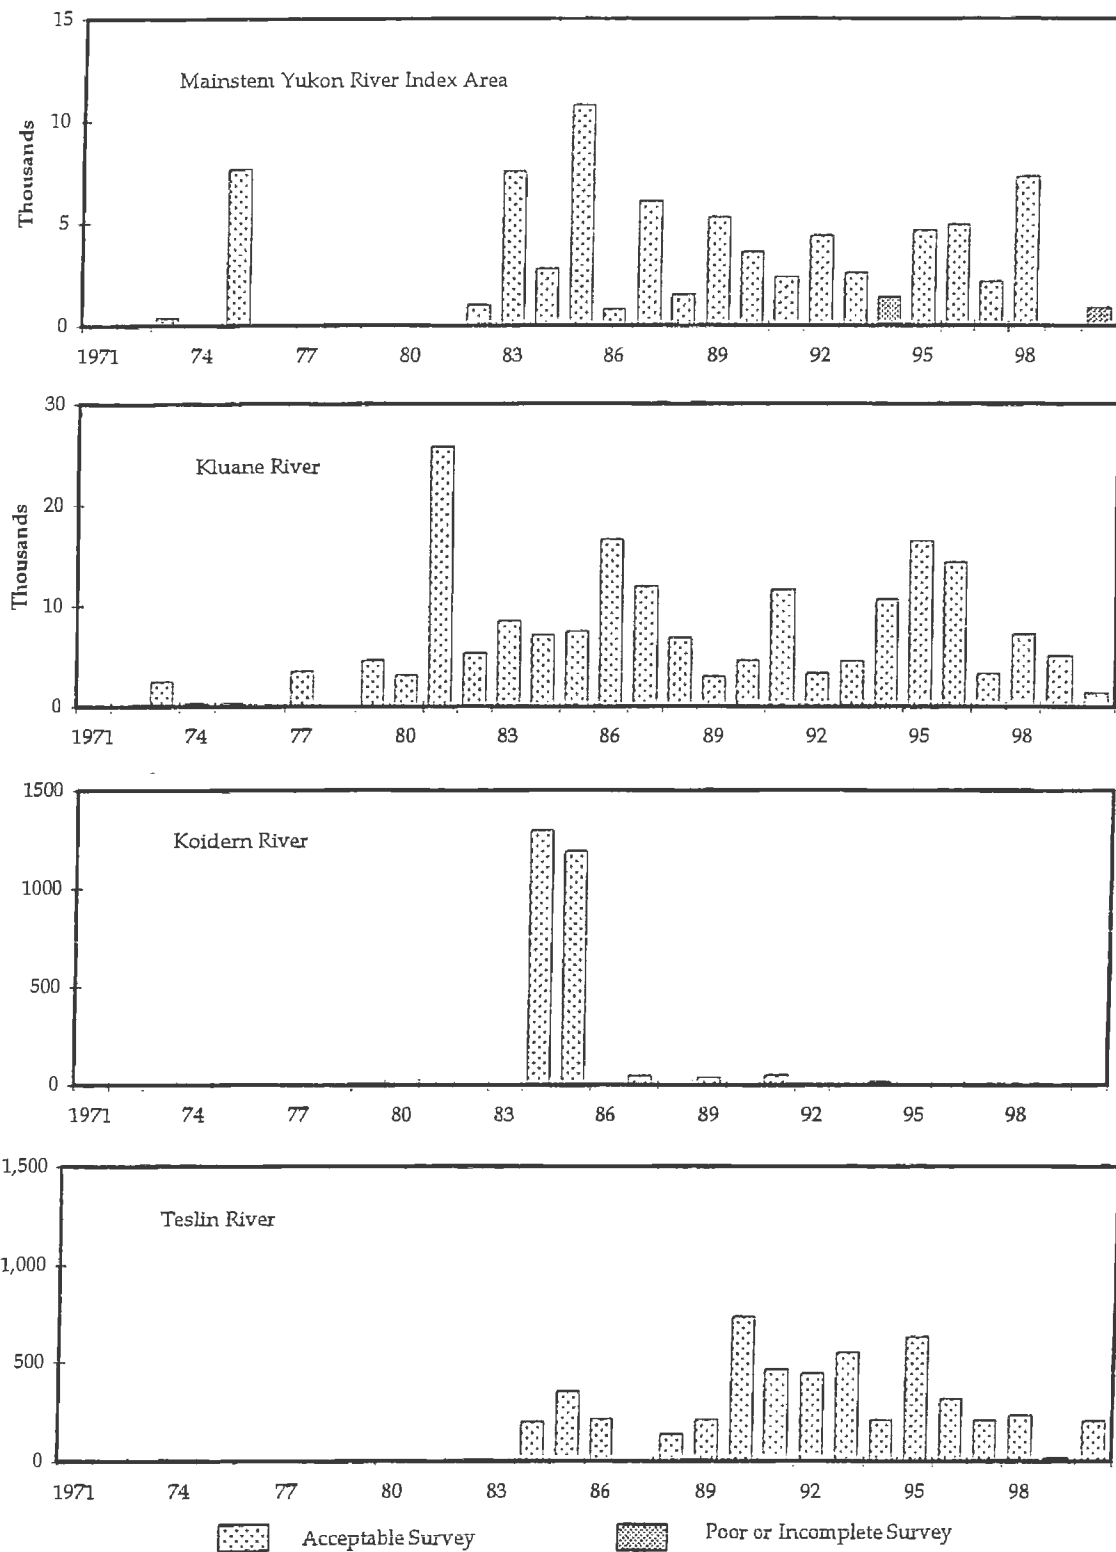 15
Mainstem Yukon River Index Area
10
Thousands
5
0
1971 74 77 80 83 86 89 92 95 98
30
Kluane River
20
Thousands
10
0
1971 74 77 80 83 86 89 92 95 98
1500
Koidern River
1000
500
0
1971 74 77 80 83 86 89 92 95 98
1,500
Teslin River
1,000
500
0
1971 74 77 80 83 86 89 92 95 98
Acceptable Survey Poor or Incomplete Survey